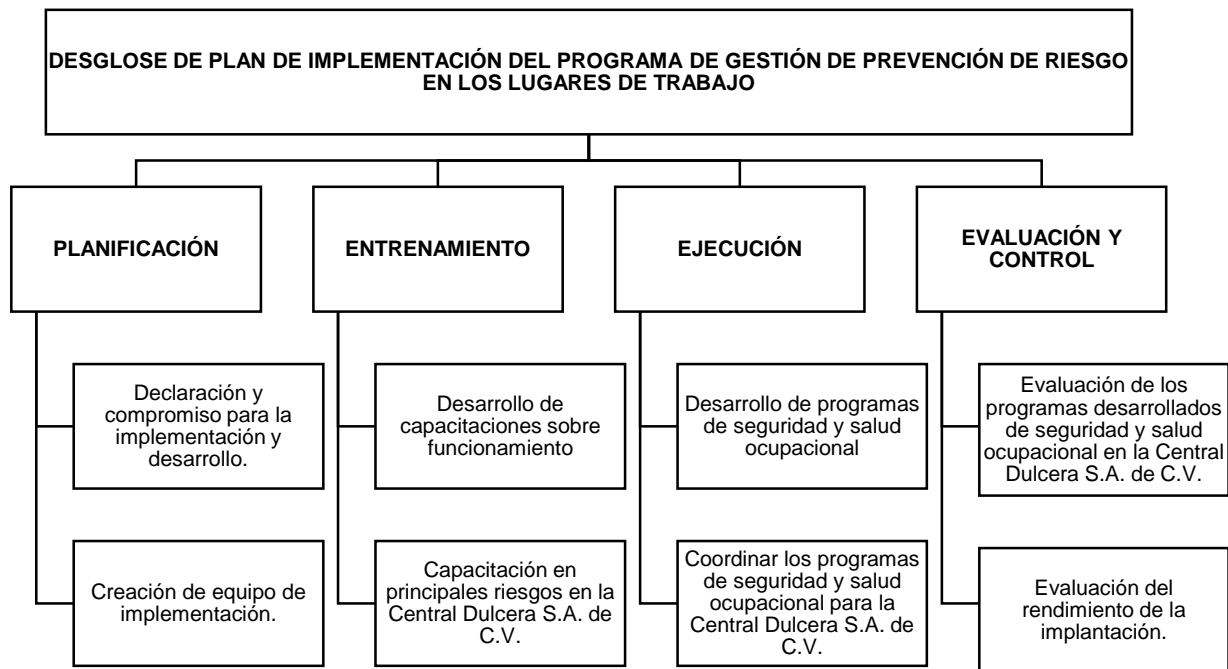 DESGLOSE DE PLAN DE IMPLEMENTACIÓN DEL PROGRAMA DE GESTIÓN DE PREVENCIÓN DE RIESGO
EN LOS LUGARES DE TRABAJO
PLANIFICACIÓN
Declaración y
compromiso para la
implementación y
desarrollo.
Creación de equipo de
implementación.
ENTRENAMIENTO
Desarrollo de
capacitaciones sobre
funcionamiento
Capacitación en
principales riesgos en la
Central Dulcera S.A. de
C.V.
EJECUCIÓN
Desarrollo de programas
de seguridad y salud
ocupacional
Coordinar los programas
de seguridad y salud
ocupacional para la
Central Dulcera S.A. de
C.V.
EVALUACIÓN Y
CONTROL
Evaluación de los
programas desarrollados
de seguridad y salud
ocupacional en la Central
Dulcera S.A. de C.V.
Evaluación del
rendimiento de la
implantación.